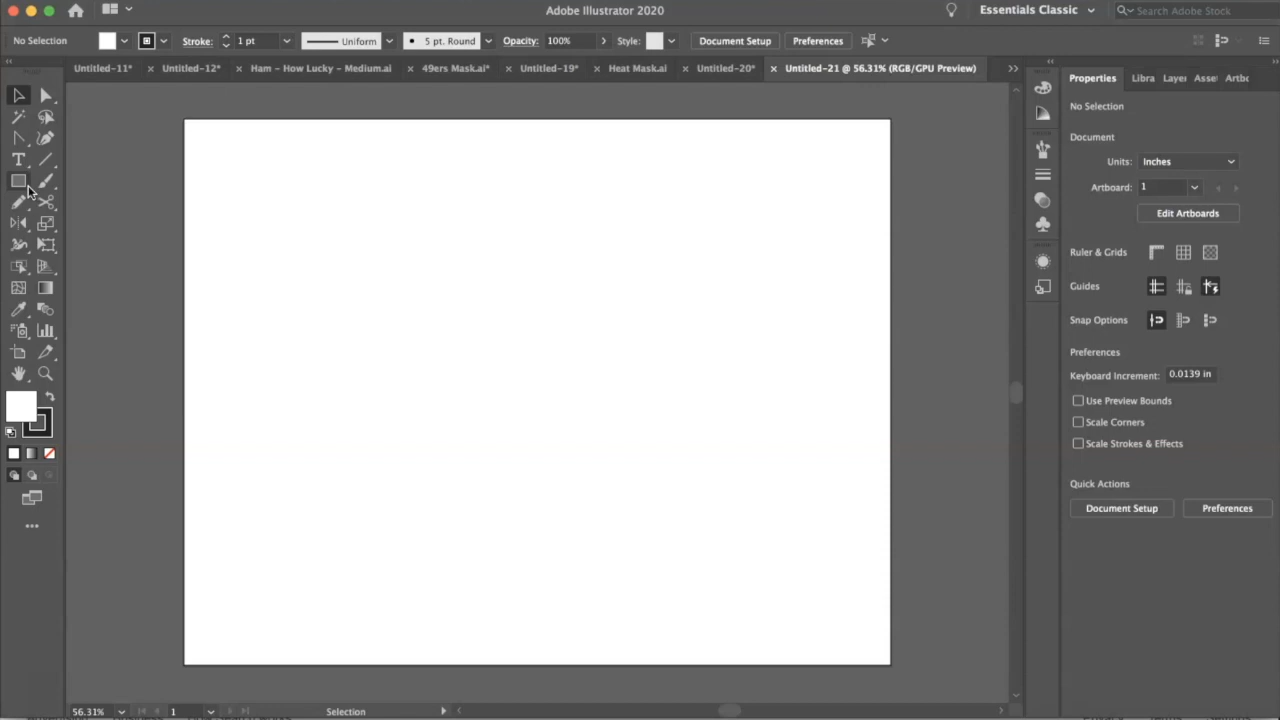 Adobe Illustrator 2020
Essentials Classic
Search Adobe Stock
No Selection
Stroke: 1 pt
Uniform
5 pt. Round
Opacity: 100%
Style:
Document Setup
Preferences
Untitled-11*
Untitled-12*
Ham - How Lucky - Medium.ai
49ers Mask.ai*
Untitled-19*
Heat Mask.ai
Untitled-20*
Untitled-21 @ 56.31% (RGB/GPU Preview)
Properties
Libra
Layer
Asse
Artbo
No Selection
Document
Units: Inches
Artboard: 1
Edit Artboards
Ruler & Grids
Guides
Snap Options
Preferences
Keyboard Increment: 0.0139 in
Use Preview Bounds
Scale Corners
Scale Strokes & Effects
Quick Actions
Document Setup
Preferences
56.31%
1
Selection